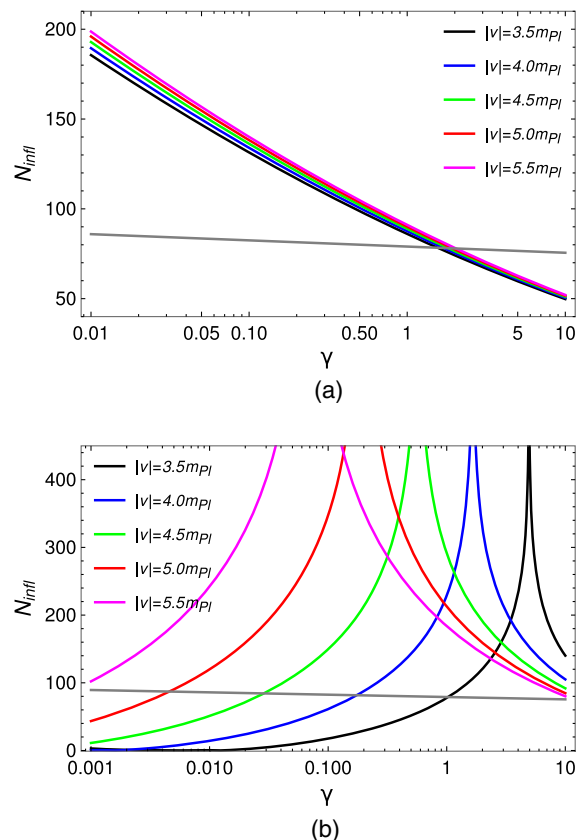 200
150
100
50
N_infl
|v|=3.5m_Pl
|v|=4.0m_Pl
|v|=4.5m_Pl
|v|=5.0m_Pl
|v|=5.5m_Pl
0.01 0.05 0.10 0.50 1 5 10
γ
(a)
400
300
200
100
0
N_infl
|v|=3.5m_Pl
|v|=4.0m_Pl
|v|=4.5m_Pl
|v|=5.0m_Pl
|v|=5.5m_Pl
0.001 0.010 0.100 1 10
γ
(b)